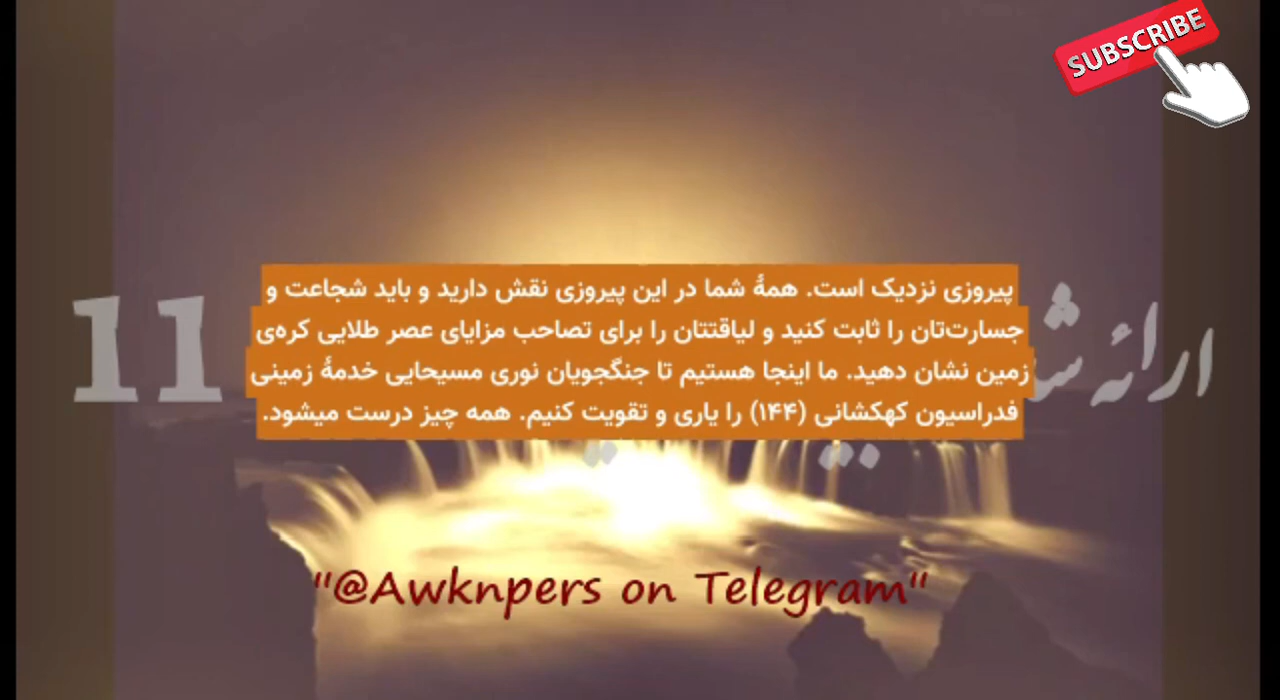 SUBSCRIBE
پیروزی نزدیک است. همهٔ شما در این پیروزی نقش دارید و باید شجاعت و
جسارت‌تان را ثابت کنید و لیاقتتان را برای تصاحب مزایای عصر طلایی کره‌ی
زمین نشان دهید. ما اینجا هستیم تا جنگجویان نوری مسیحایی خدمهٔ زمینی
فدراسیون کهکشانی (۱۴۴) را یاری و تقویت کنیم. همه چیز درست میشود.
ارائه 11
"@Awknpers on Telegram"